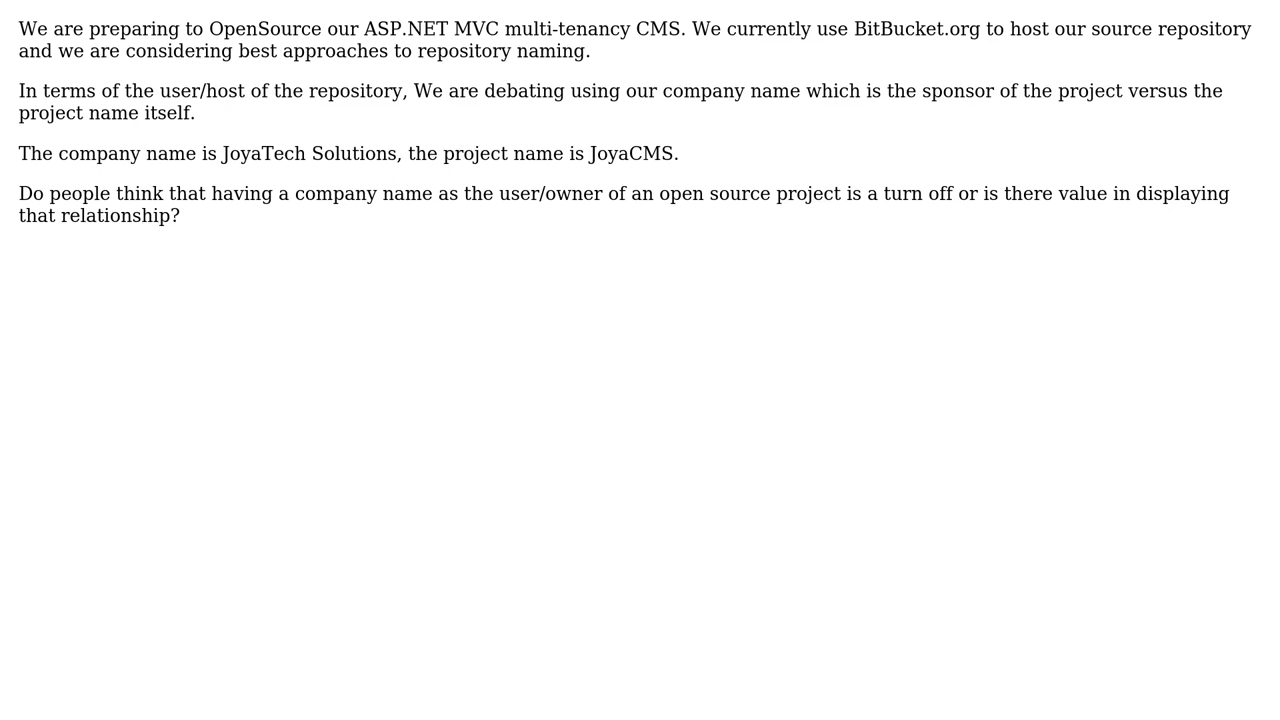 We are preparing to OpenSource our ASP.NET MVC multi-tenancy CMS. We currently use BitBucket.org to host our source repository
and we are considering best approaches to repository naming.
In terms of the user/host of the repository, We are debating using our company name which is the sponsor of the project versus the
project name itself.
The company name is JoyaTech Solutions, the project name is JoyaCMS.
Do people think that having a company name as the user/owner of an open source project is a turn off or is there value in displaying
that relationship?